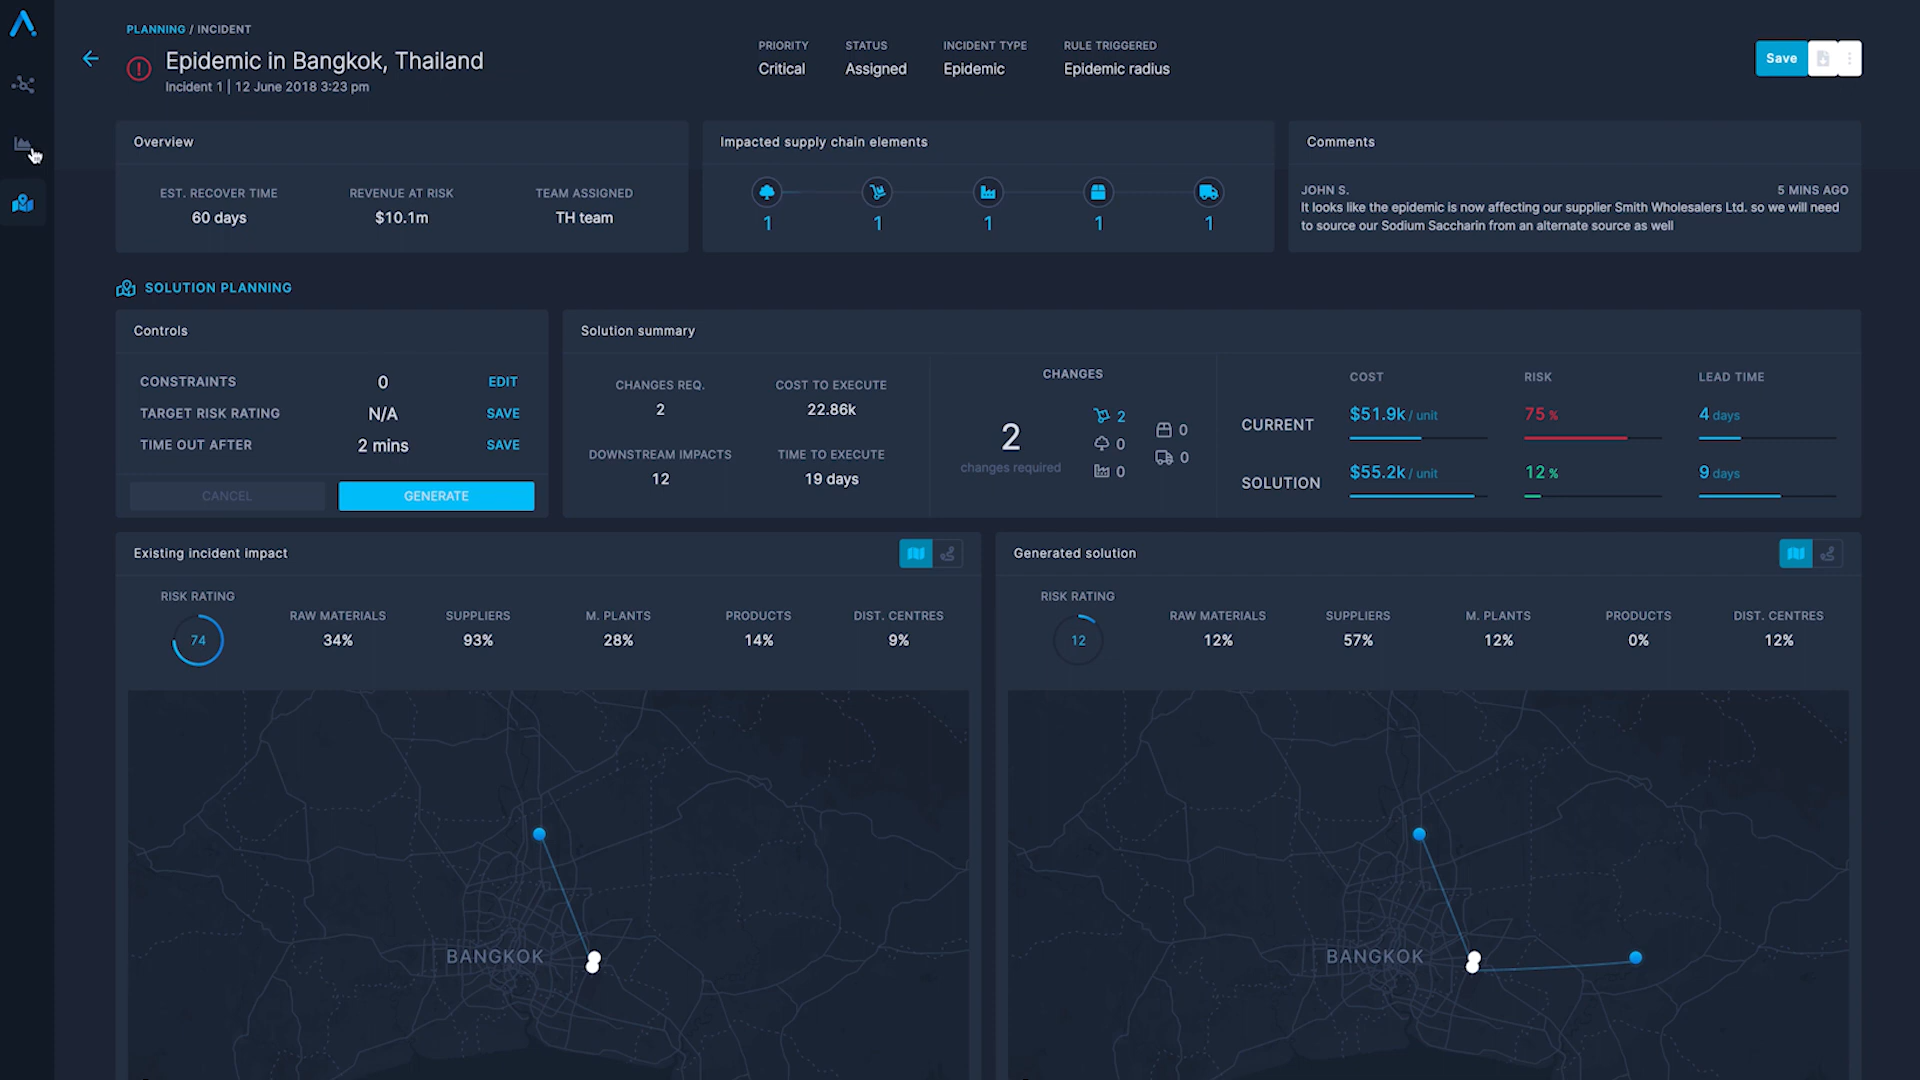 PLANNING / INCIDENT
Epidemic in Bangkok, Thailand
Incident 1 | 12 June 2018 3:23 pm
PRIORITY
Critical
STATUS
Assigned
INCIDENT TYPE
Epidemic
RULE TRIGGERED
Epidemic radius
Save
Overview
EST. RECOVER TIME
60 days
REVENUE AT RISK
$10.1m
TEAM ASSIGNED
TH team
Impacted supply chain elements
1 1 1 1 1
Comments
JOHN S. 5 MINS AGO
It looks like the epidemic is now affecting our supplier Smith Wholesalers Ltd. so we will need
to source our Sodium Saccharin from an alternate source as well
SOLUTION PLANNING
Controls
CONSTRAINTS 0 EDIT
TARGET RISK RATING N/A SAVE
TIME OUT AFTER 2 mins SAVE
CANCEL GENERATE
Solution summary
CHANGES REQ.
2
COST TO EXECUTE
22.86k
DOWNSTREAM IMPACTS
12
TIME TO EXECUTE
19 days
CHANGES
2
changes required
2
0
0
0
0
COST RISK LEAD TIME
CURRENT $51.9k / unit 75 % 4 days
SOLUTION $55.2k / unit 12 % 9 days
Existing incident impact
RISK RATING
74
RAW MATERIALS
34%
SUPPLIERS
93%
M. PLANTS
28%
PRODUCTS
14%
DIST. CENTRES
9%
BANGKOK
Generated solution
RISK RATING
12
RAW MATERIALS
12%
SUPPLIERS
57%
M. PLANTS
12%
PRODUCTS
0%
DIST. CENTRES
12%
BANGKOK